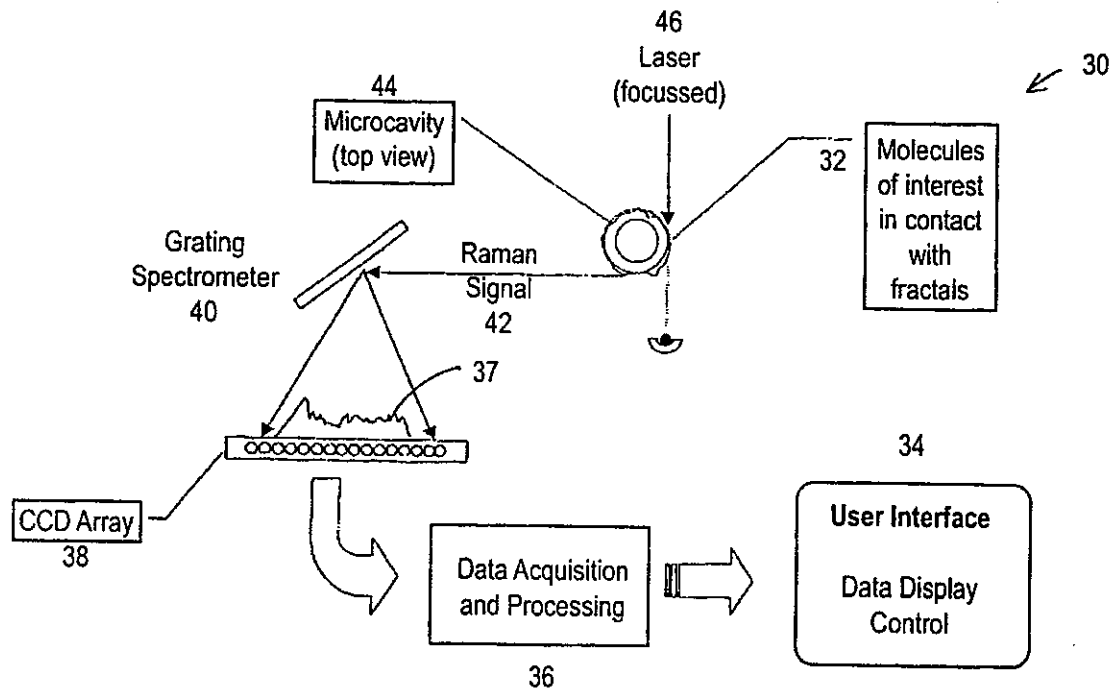 46
Laser
(focussed)
30
44
Microcavity
(top view)
32
Molecules
of interest
in contact
with
fractals
Grating
Spectrometer
40
Raman
Signal
42
37
CCD Array
38
34
User Interface
Data Display
Control
Data Acquisition
and Processing
36